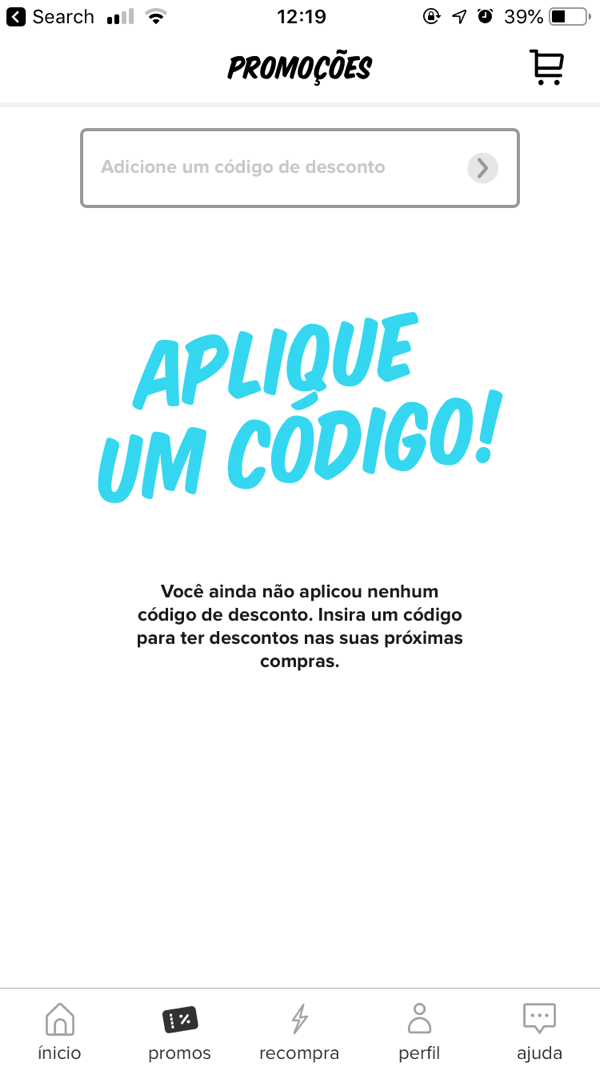 Search
12:19
39%
PROMOÇÕES
Adicione um código de desconto
APLIQUE
UM CÓDIGO!
Você ainda não aplicou nenhum
código de desconto. Insira um código
para ter descontos nas suas próximas
compras.
ínicio
promos
recompra
perfil
ajuda